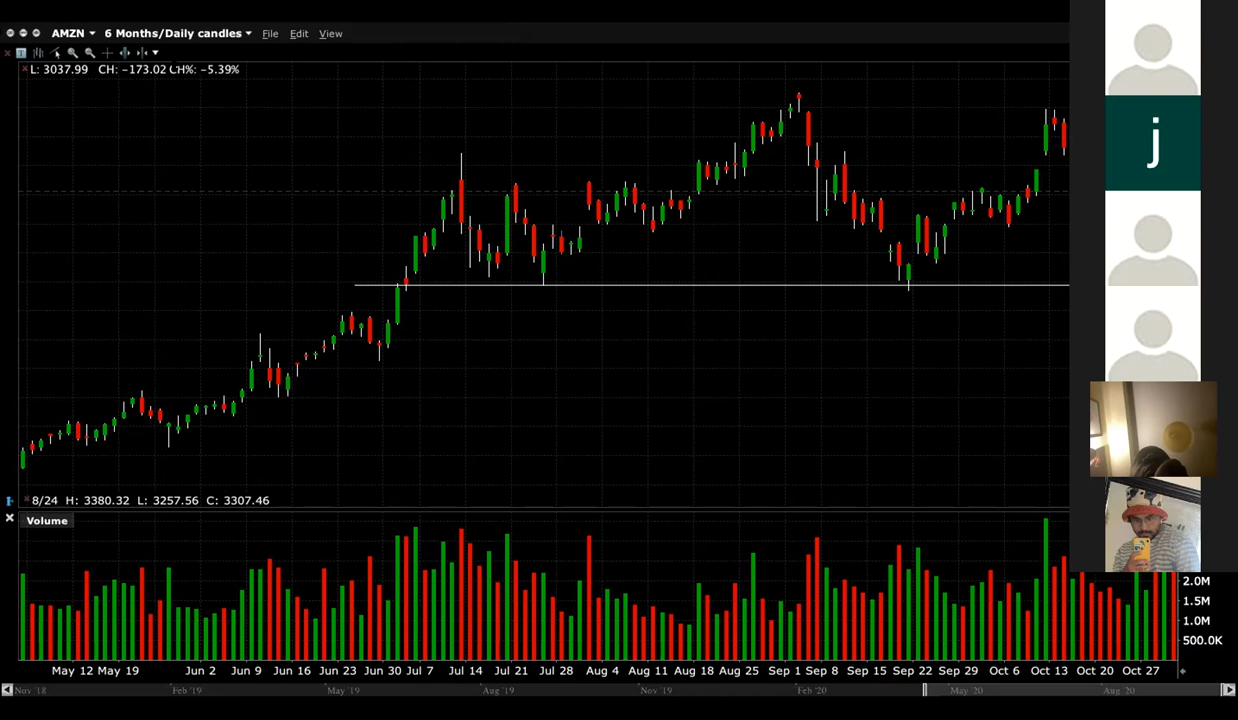 AMZN 6 Months/Daily candles File Edit View
L: 3037.99 CH: -173.02 CH%: -5.39%
j
8/24 H: 3380.32 L: 3257.56 C: 3307.46
Volume
2.0M
1.5M
1.0M
500.0K
May 12 May 19 Jun 2 Jun 9 Jun 16 Jun 23 Jun 30 Jul 7 Jul 14 Jul 21 Jul 28 Aug 4 Aug 11 Aug 18 Aug 25 Sep 1 Sep 8 Sep 15 Sep 22 Sep 29 Oct 6 Oct 13 Oct 20 Oct 27
Nov '18 Feb '19 May '19 Aug '19 Nov '19 Feb '20 May '20 Aug '20